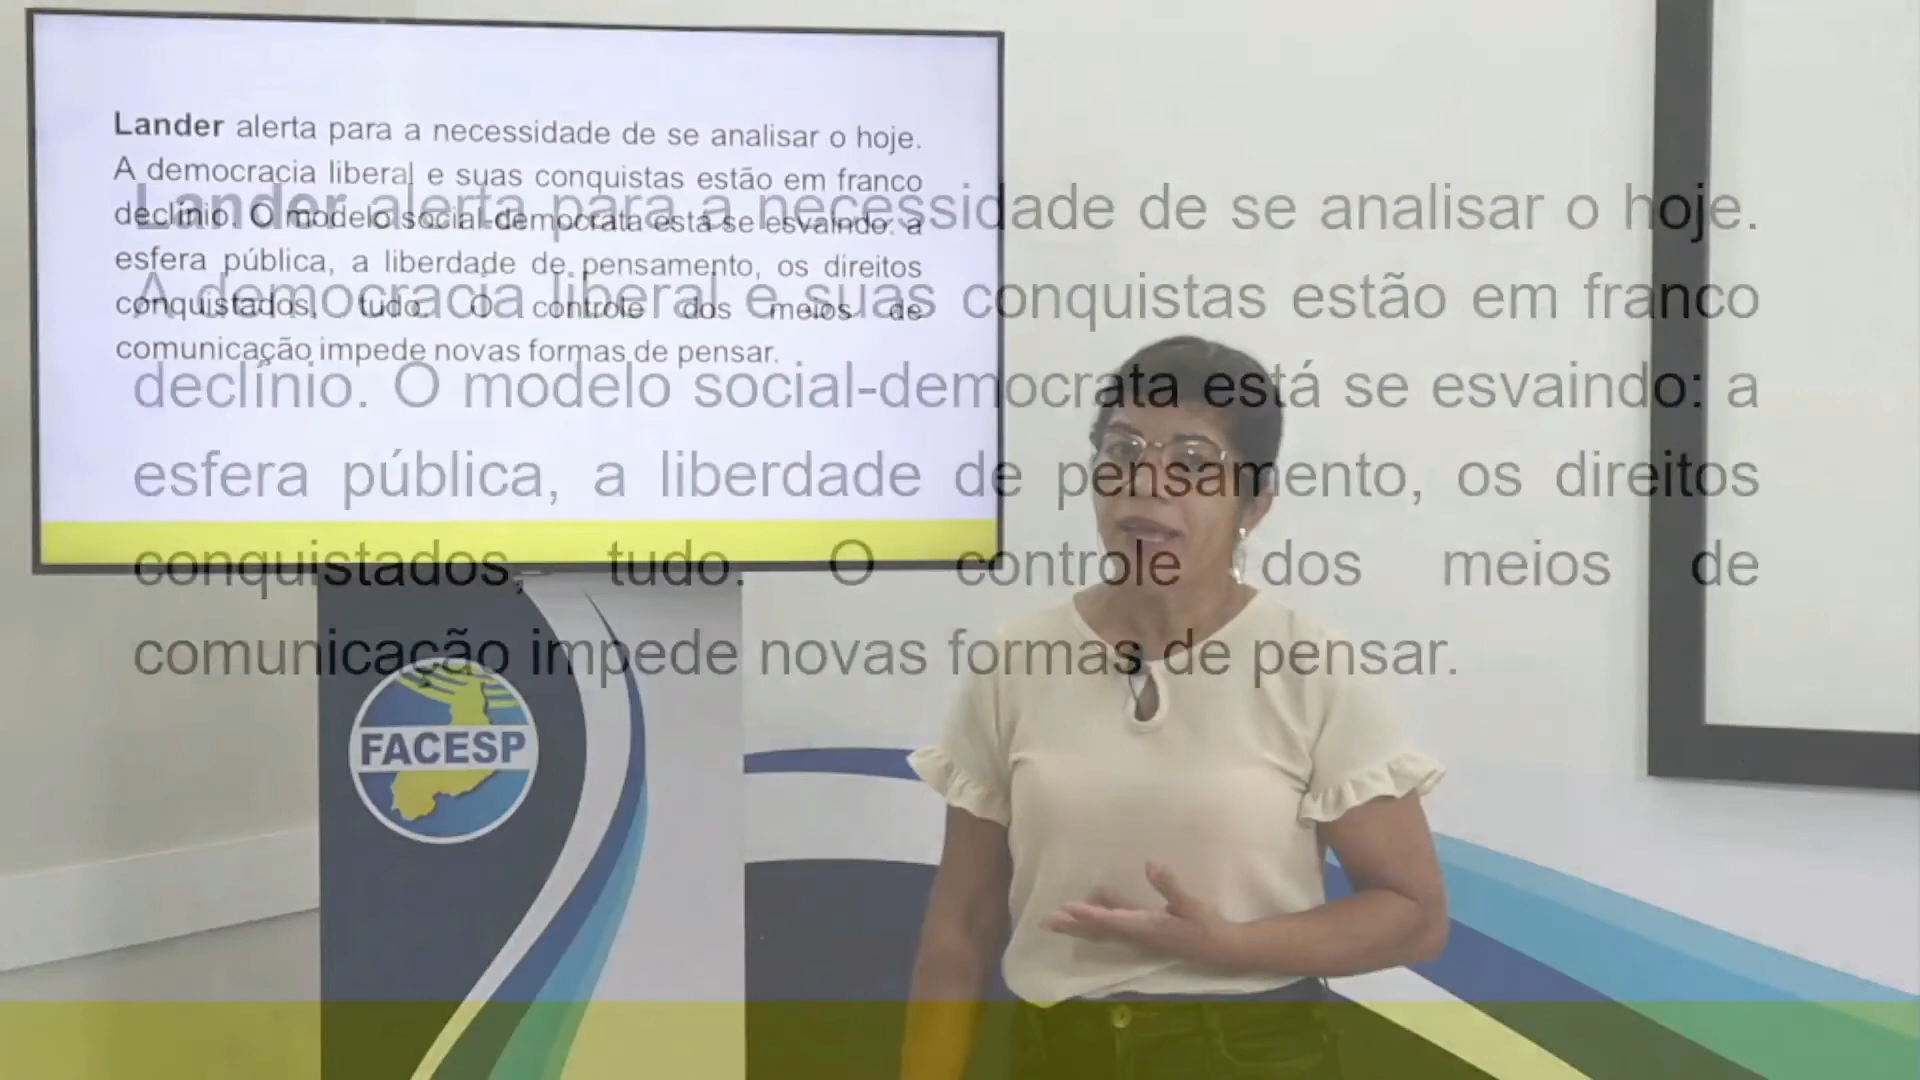 Lander alerta para a necessidade de se analisar o hoje.
A democracia liberal e suas conquistas estão em franco
declínio. O modelo social-democrata está se esvaindo: a
esfera pública, a liberdade de pensamento, os direitos
conquistados, tudo. O controle dos meios de
comunicação impede novas formas de pensar.
Lander alerta para a necessidade de se analisar o hoje.
A democracia liberal e suas conquistas estão em franco
declínio. O modelo social-democrata está se esvaindo: a
esfera pública, a liberdade de pensamento, os direitos
conquistados, tudo. O controle dos meios de
comunicação impede novas formas de pensar.
FACESP